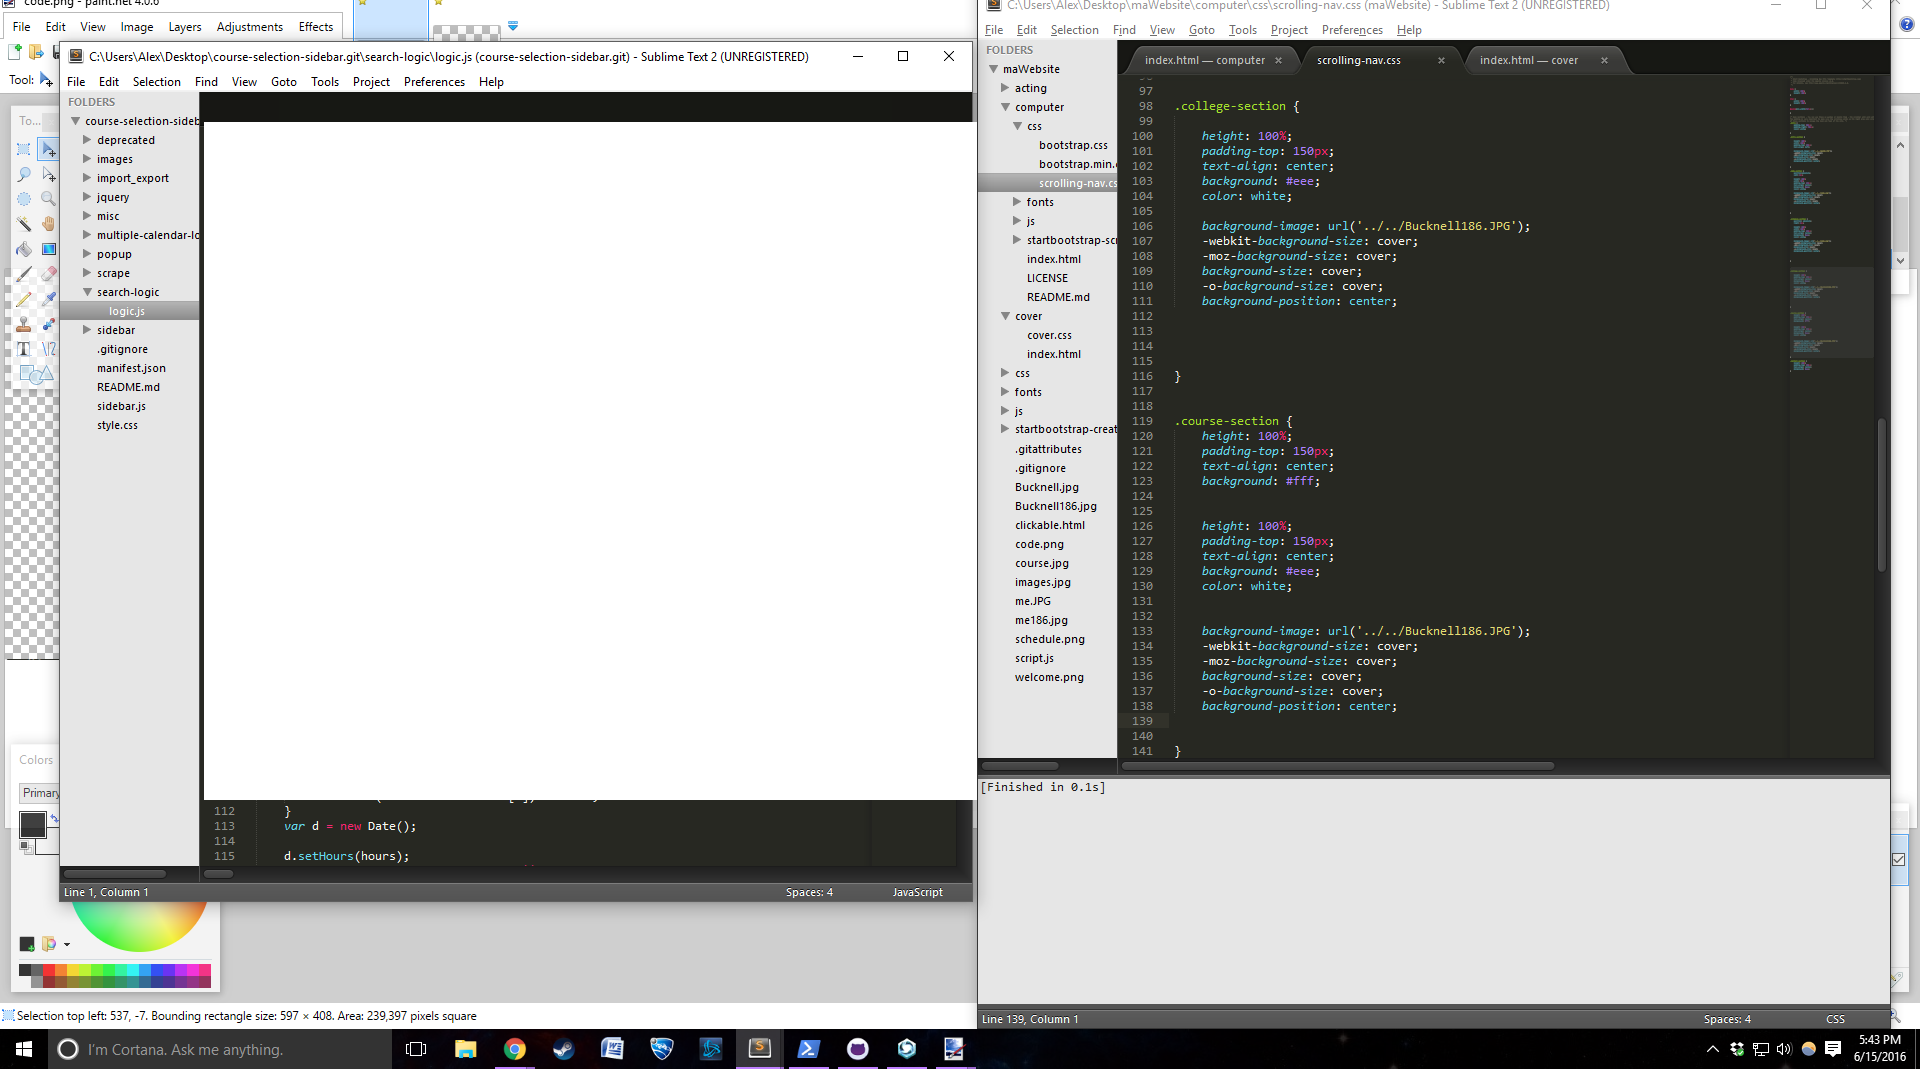 code.png - paint.net 4.0.6
File Edit View Image Layers Adjustments Effects
Tool:
To...
Colors
Primary
Selection top left: 537, -7. Bounding rectangle size: 597 × 408. Area: 239,397 pixels square
C:\Users\Alex\Desktop\course-selection-sidebar.git\search-logic\logic.js (course-selection-sidebar.git) - Sublime Text 2 (UNREGISTERED)
File Edit Selection Find View Goto Tools Project Preferences Help
FOLDERS
course-selection-sideb
deprecated
images
import_export
jquery
misc
multiple-calendar-lo
popup
scrape
search-logic
logic.js
sidebar
.gitignore
manifest.json
README.md
sidebar.js
style.css
112 }
113 var d = new Date();
114
115 d.setHours(hours);
Line 1, Column 1 Spaces: 4 JavaScript
C:\Users\Alex\Desktop\maWebsite\computer\css\scrolling-nav.css (maWebsite) - Sublime Text 2 (UNREGISTERED)
File Edit Selection Find View Goto Tools Project Preferences Help
FOLDERS
maWebsite
acting
computer
css
bootstrap.css
bootstrap.min.c
scrolling-nav.cs
fonts
js
startbootstrap-scr
index.html
LICENSE
README.md
cover
cover.css
index.html
css
fonts
js
startbootstrap-creat
.gitattributes
.gitignore
Bucknell.jpg
Bucknell186.jpg
clickable.html
code.png
course.jpg
images.jpg
me.JPG
me186.jpg
schedule.png
script.js
welcome.png
index.html — computer × scrolling-nav.css × index.html — cover ×
97
98 .college-section {
99
100 height: 100%;
101 padding-top: 150px;
102 text-align: center;
103 background: #eee;
104 color: white;
105
106 background-image: url('../../Bucknell186.JPG');
107 -webkit-background-size: cover;
108 -moz-background-size: cover;
109 background-size: cover;
110 -o-background-size: cover;
111 background-position: center;
112
113
114
115
116 }
117
118
119 .course-section {
120 height: 100%;
121 padding-top: 150px;
122 text-align: center;
123 background: #fff;
124
125
126 height: 100%;
127 padding-top: 150px;
128 text-align: center;
129 background: #eee;
130 color: white;
131
132
133 background-image: url('../../Bucknell186.JPG');
134 -webkit-background-size: cover;
135 -moz-background-size: cover;
136 background-size: cover;
137 -o-background-size: cover;
138 background-position: center;
139
140
141 }
[Finished in 0.1s]
Line 139, Column 1 Spaces: 4 CSS
I'm Cortana. Ask me anything.
5:43 PM
6/15/2016